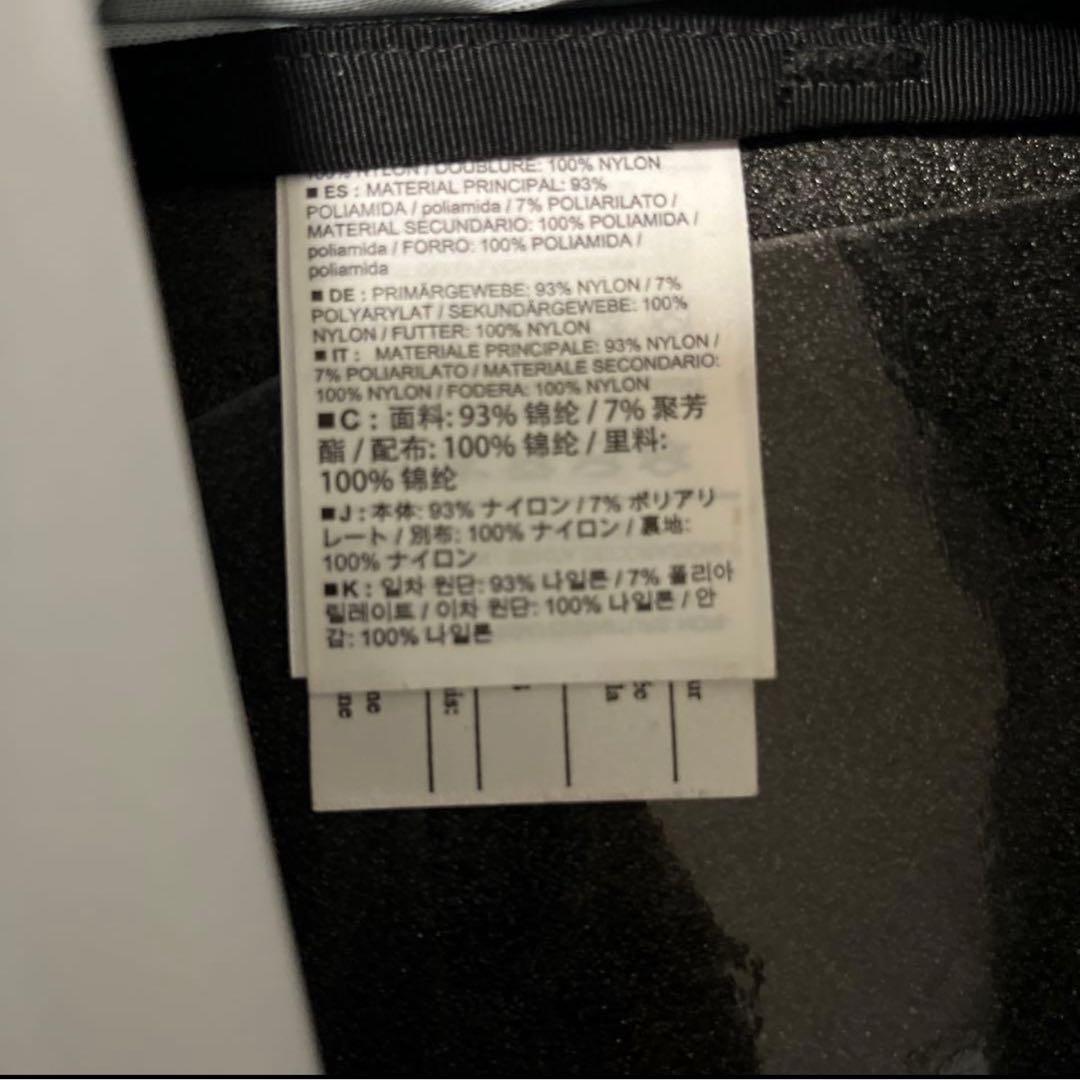 100% NYLON / DOUBLURE: 100% NYLON
■ ES : MATERIAL PRINCIPAL: 93%
POLIAMIDA / poliamida / 7% POLIARILATO /
MATERIAL SECUNDARIO: 100% POLIAMIDA /
poliamida / FORRO: 100% POLIAMIDA /
poliamida
■ DE : PRIMÄRGEWEBE: 93% NYLON / 7%
POLYARYLAT / SEKUNDÄRGEWEBE: 100%
NYLON / FUTTER: 100% NYLON
■ IT : MATERIALE PRINCIPALE: 93% NYLON /
7% POLIARILATO / MATERIALE SECONDARIO:
100% NYLON / FODERA: 100% NYLON
■ C : 面料: 93% 锦纶 / 7% 聚芳
酯 / 配布: 100% 锦纶 / 里料:
100% 锦纶
■ J : 本体: 93% ナイロン / 7% ポリアリ
レート / 別布: 100% ナイロン / 裏地:
100% ナイロン
■ K : 일차 원단: 93% 나일론 / 7% 폴리아
릴레이트 / 이차 원단: 100% 나일론 / 안
감: 100% 나일론